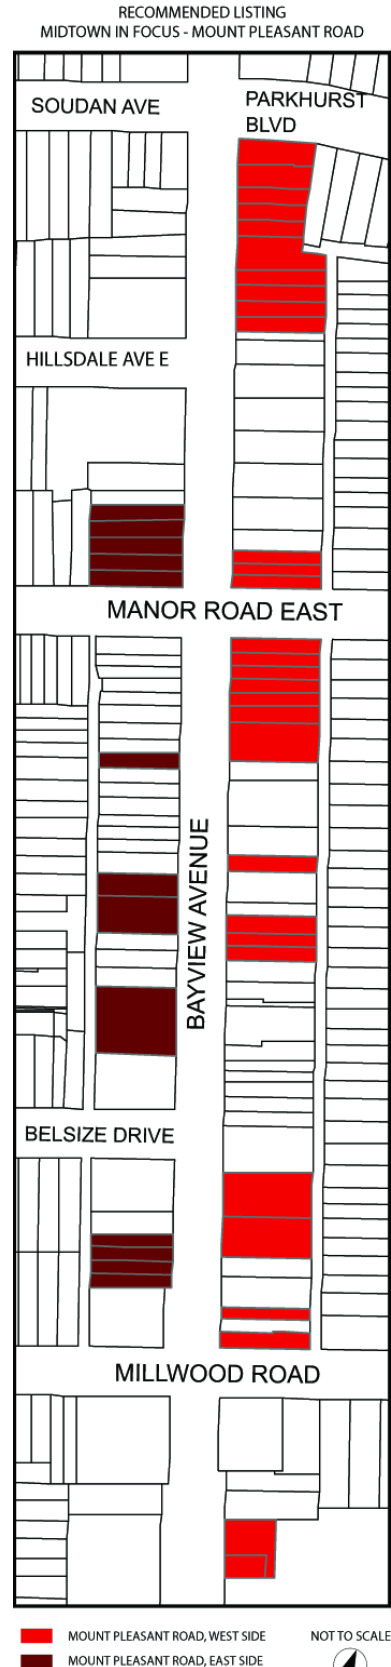 RECOMMENDED LISTING
MIDTOWN IN FOCUS - MOUNT PLEASANT ROAD
SOUDAN AVE
PARKHURST
BLVD
HILLSDALE AVE E
MANOR ROAD EAST
BAYVIEW AVENUE
BELSIZE DRIVE
MILLWOOD ROAD
MOUNT PLEASANT ROAD, WEST SIDE
NOT TO SCALE
MOUNT PLEASANT ROAD, EAST SIDE